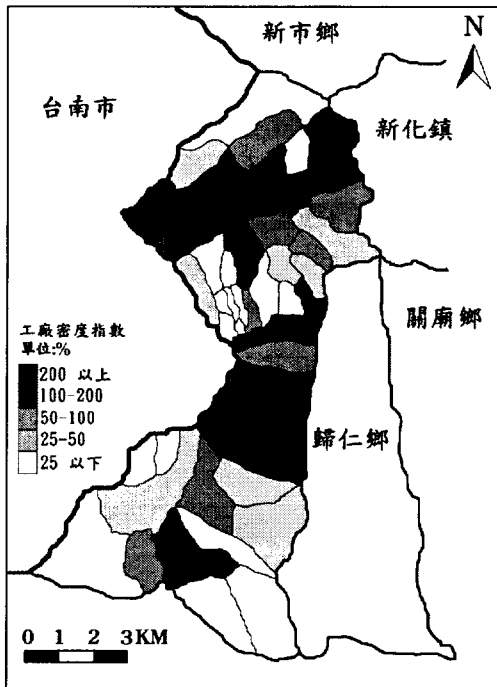 新市鄉
N
台南市
新化鎮
關廟鄉
工廠密度指數
單位:%
200 以上
100-200
50-100
25-50
25 以下
歸仁鄉
0 1 2 3KM